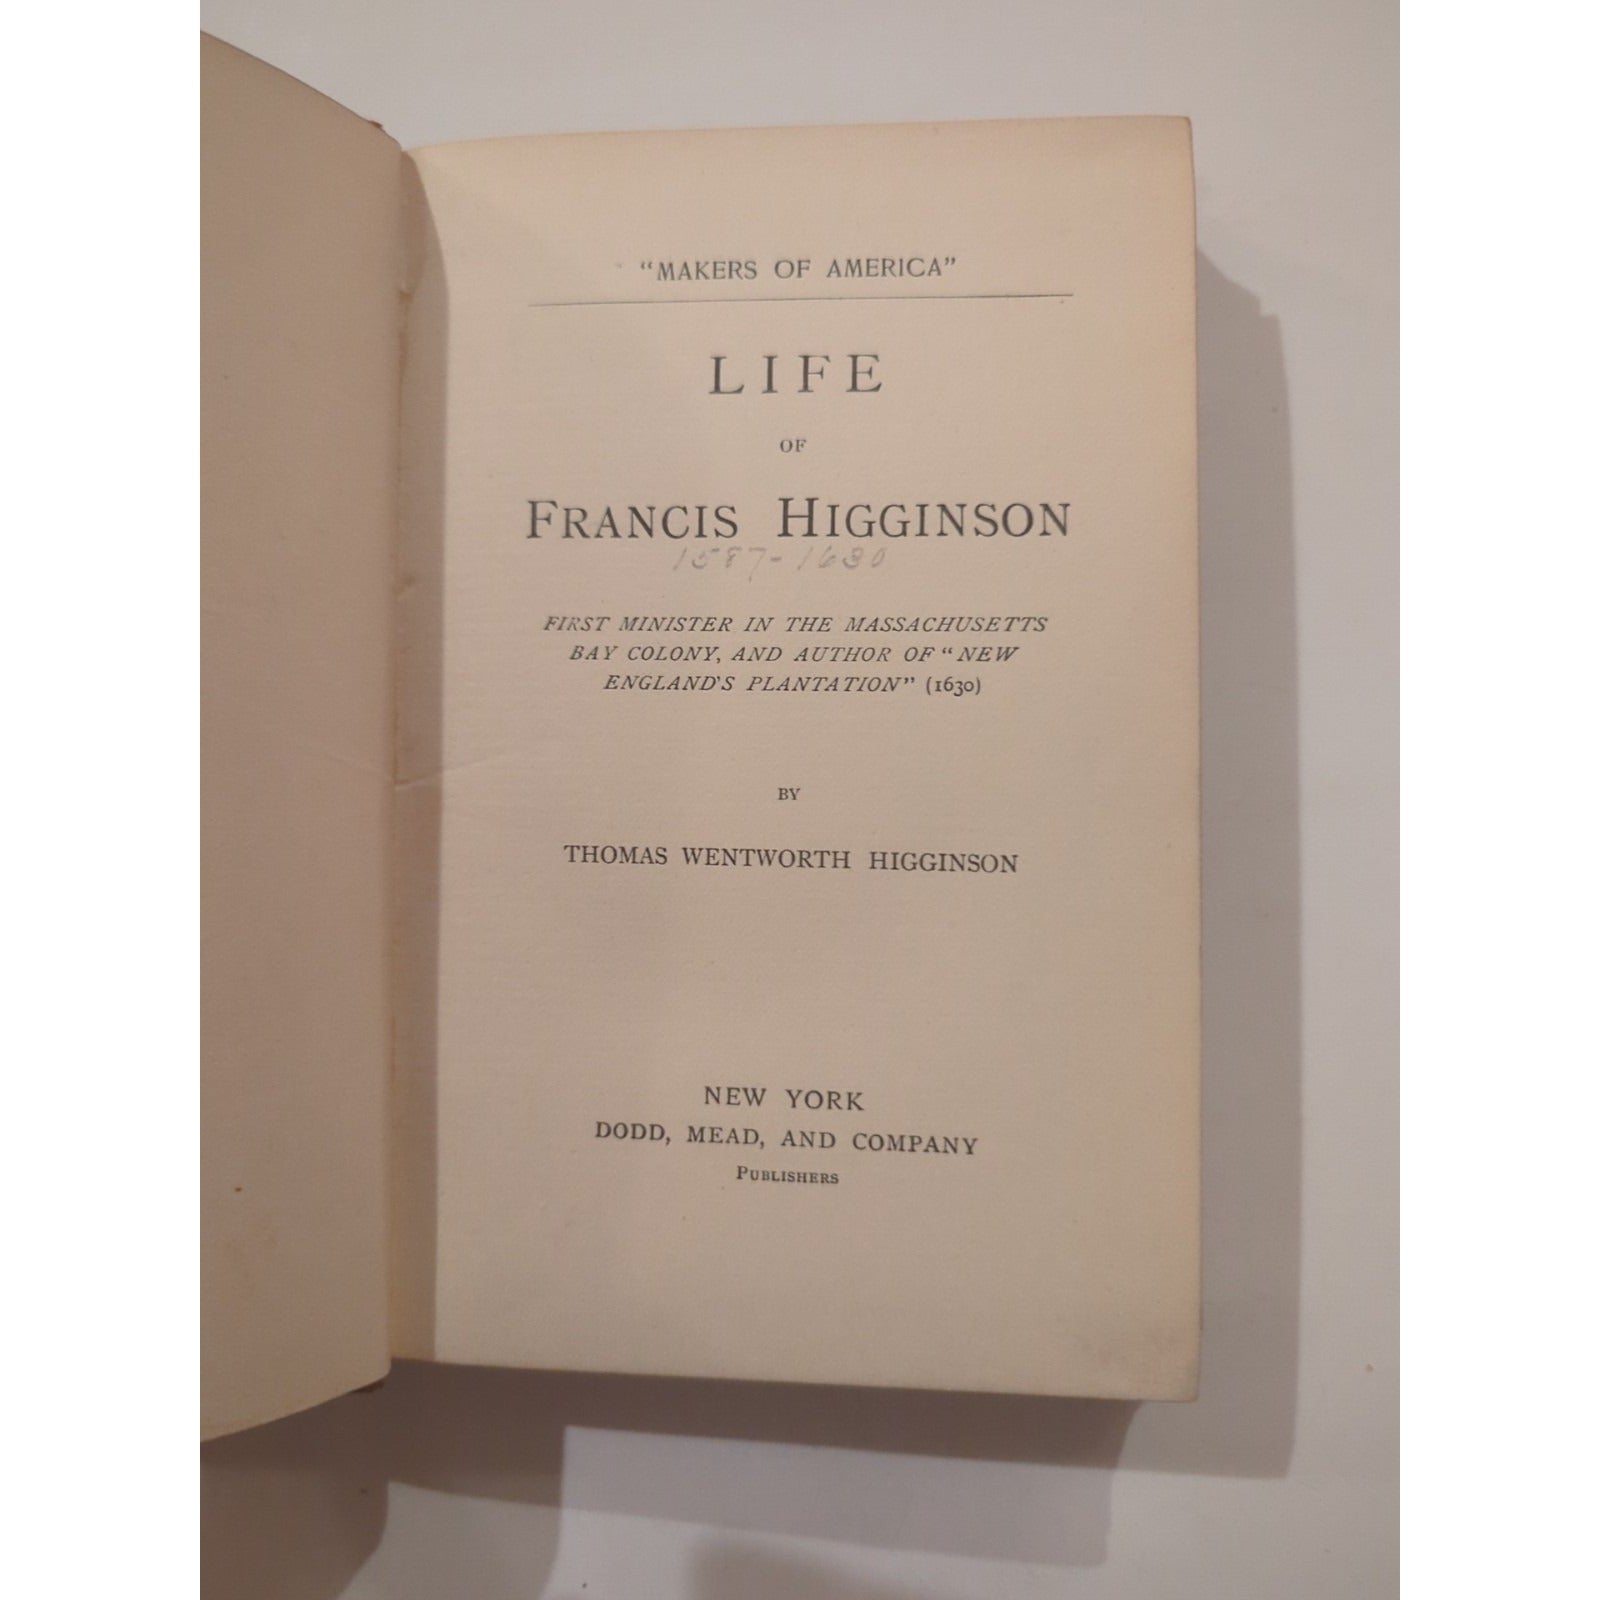 "MAKERS OF AMERICA"
LIFE
OF
FRANCIS HIGGINSON
1587-1630
FIRST MINISTER IN THE MASSACHUSETTS
BAY COLONY, AND AUTHOR OF "NEW
ENGLAND'S PLANTATION" (1630)
BY
THOMAS WENTWORTH HIGGINSON
NEW YORK
DODD, MEAD, AND COMPANY
PUBLISHERS